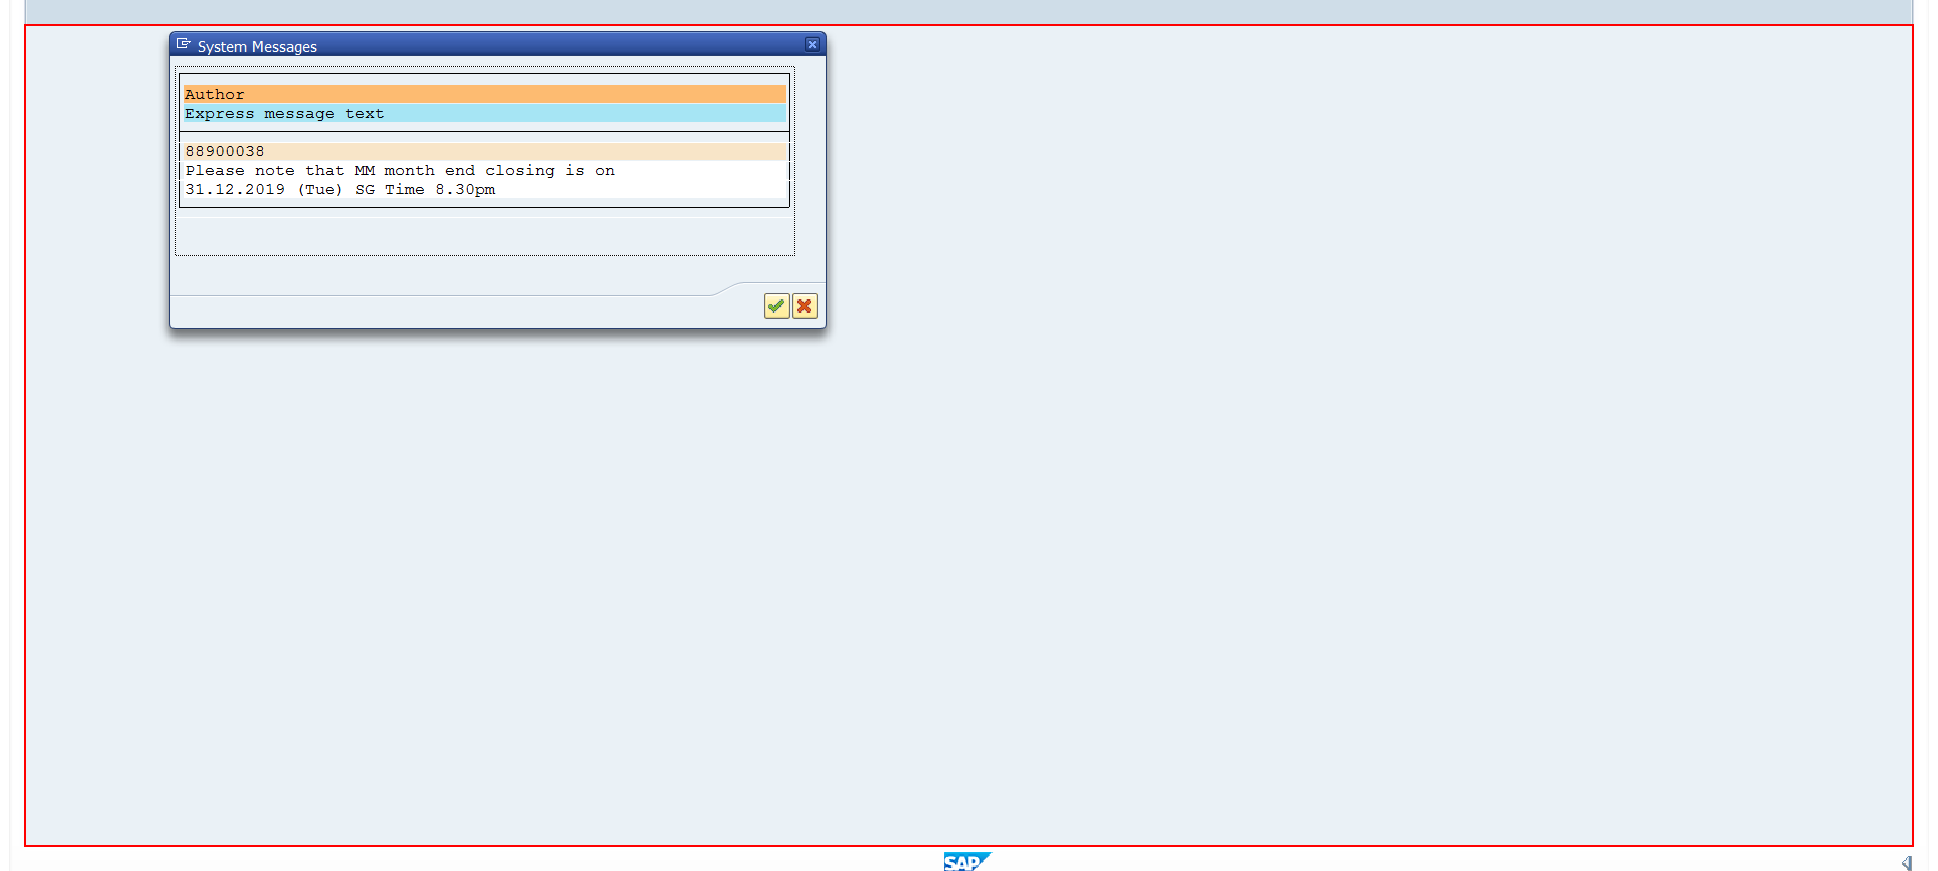 System Messages
Author
Express message text
88900038
Please note that MM month end closing is on
31.12.2019 (Tue) SG Time 8.30pm
SAP